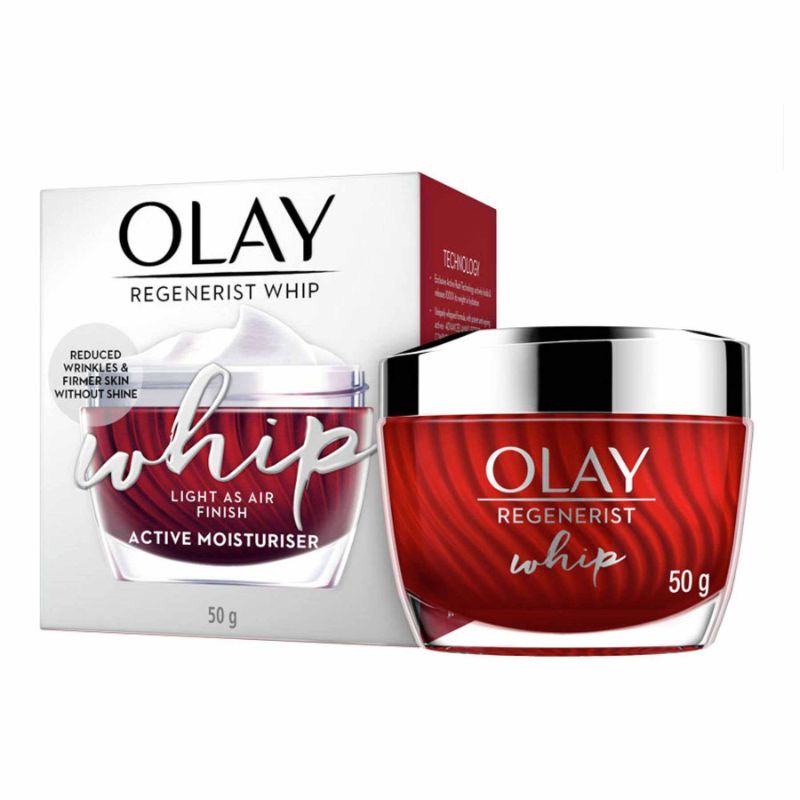 OLAY
REGENERIST WHIP
REDUCED
WRINKLES &
FIRMER SKIN
WITHOUT SHINE
whip
LIGHT AS AIR
FINISH
ACTIVE MOISTURISER
50 g
TECHNOLOGY
OLAY
REGENERIST
whip
50 g